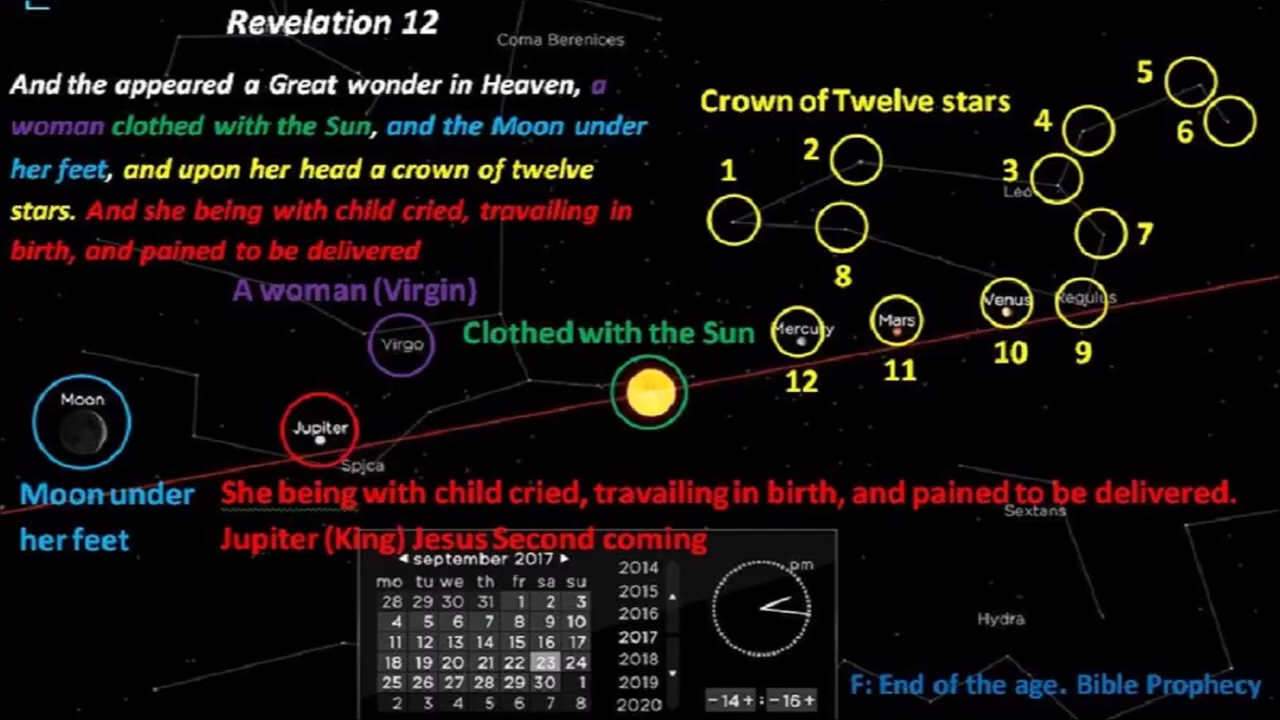 Revelation 12
Coma Berenices
And the appeared a Great wonder in Heaven, a
woman clothed with the Sun, and the Moon under
her feet, and upon her head a crown of twelve
stars. And she being with child cried, travailing in
birth, and pained to be delivered
Crown of Twelve stars
1
2
3
4
5
6
7
8
9
10
11
12
Leo
A woman (Virgin)
Virgo
Clothed with the Sun
Mercury
Mars
Venus
Regulus
Moon
Jupiter
Spica
Moon under
her feet
She being with child cried, travailing in birth, and pained to be delivered.
Jupiter (King) Jesus Second coming
Sextans
Hydra
september 2017
mo tu we th fr sa su
28 29 30 31 1 2 3
4 5 6 7 8 9 10
11 12 13 14 15 16 17
18 19 20 21 22 23 24
25 26 27 28 29 30 1
2 3 4 5 6 7 8
2014
2015
2016
2017
2018
2019
2020
pm
-14+ : -16+
F: End of the age. Bible Prophecy